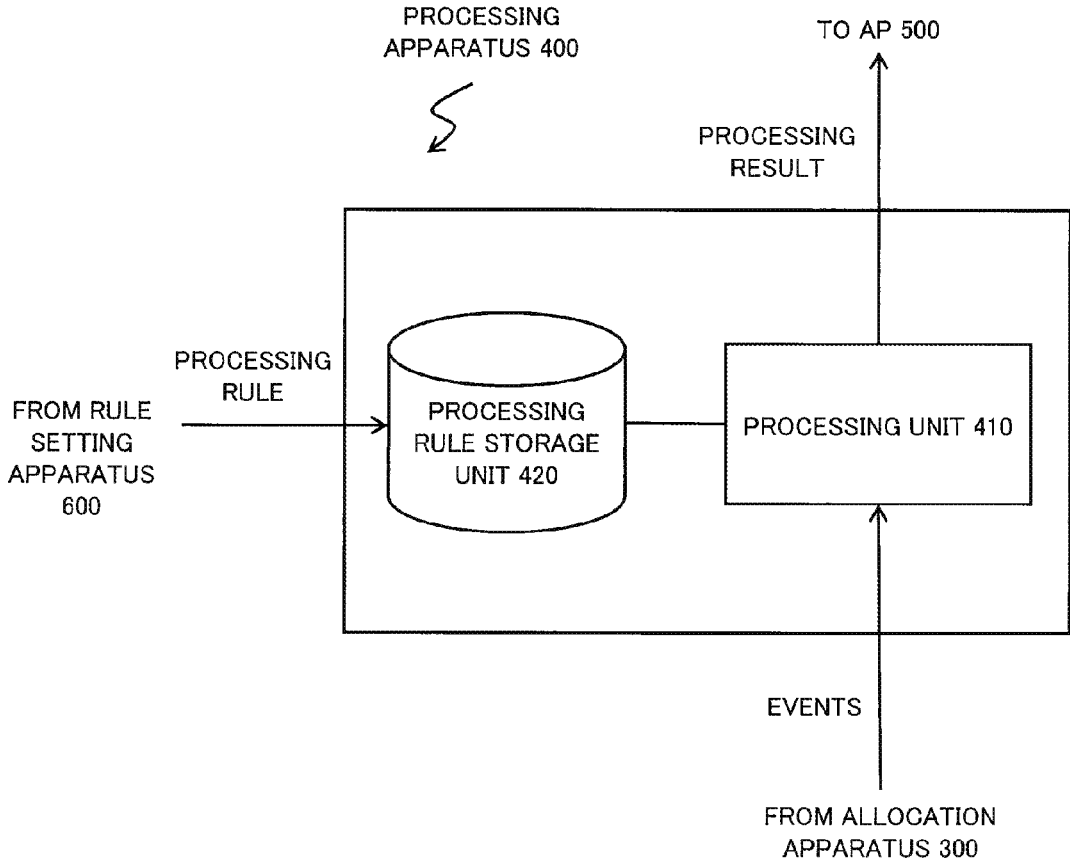 PROCESSING
APPARATUS 400
TO AP 500
PROCESSING
RESULT
PROCESSING
RULE
FROM RULE
SETTING
APPARATUS
600
PROCESSING
RULE STORAGE
UNIT 420
PROCESSING UNIT 410
EVENTS
FROM ALLOCATION
APPARATUS 300